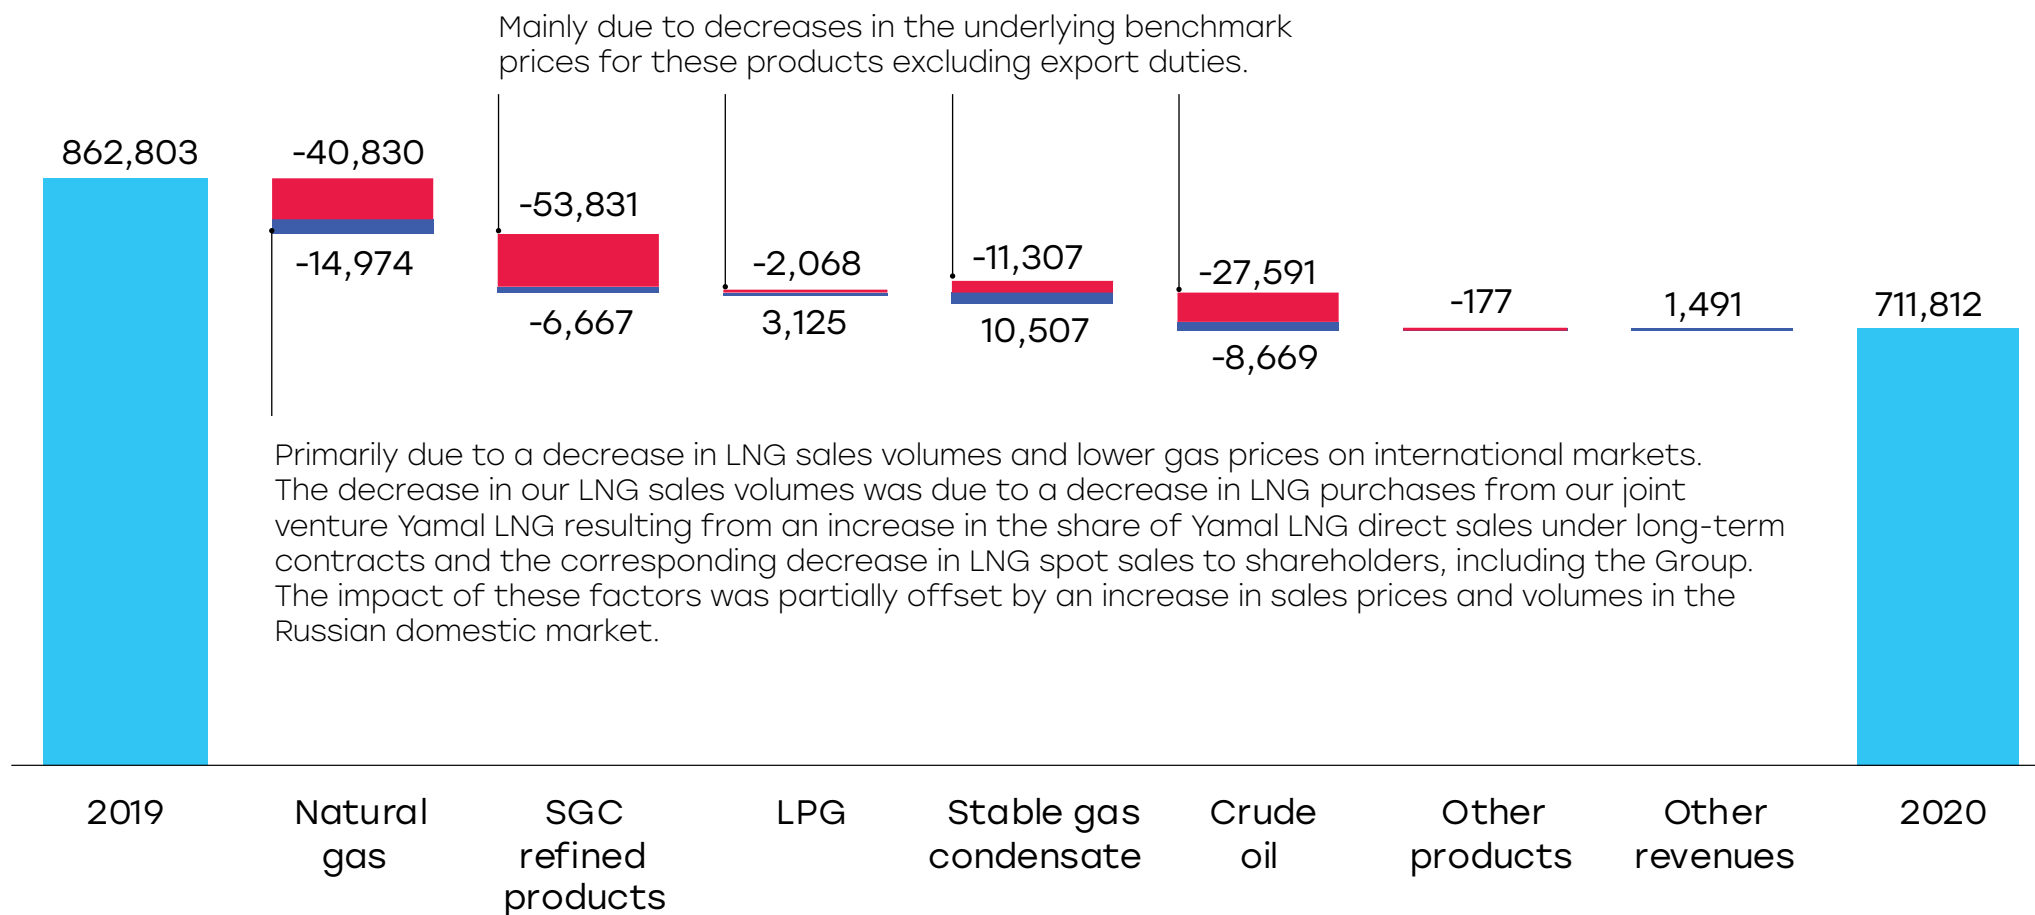 Mainly due to decreases in the underlying benchmark
prices for these products excluding export duties.
862,803
-40,830
-14,974
-53,831
-6,667
-2,068
3,125
-11,307
10,507
-27,591
-8,669
-177
1,491
711,812
Primarily due to a decrease in LNG sales volumes and lower gas prices on international markets.
The decrease in our LNG sales volumes was due to a decrease in LNG purchases from our joint
venture Yamal LNG resulting from an increase in the share of Yamal LNG direct sales under long-term
contracts and the corresponding decrease in LNG spot sales to shareholders, including the Group.
The impact of these factors was partially offset by an increase in sales prices and volumes in the
Russian domestic market.
2019
Natural
gas
SGC
refined
products
LPG
Stable gas
condensate
Crude
oil
Other
products
Other
revenues
2020